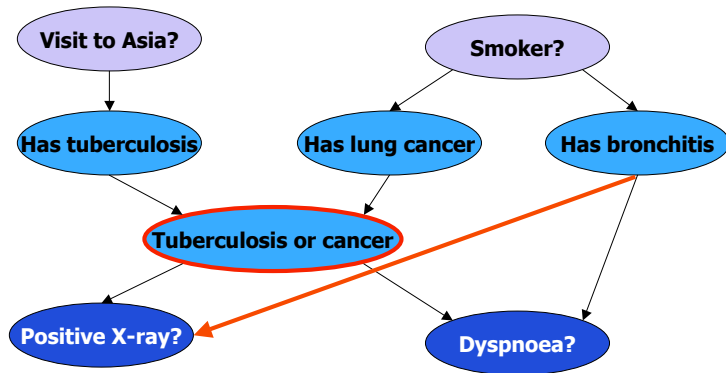 Visit to Asia?
Smoker?
Has tuberculosis
Has lung cancer
Has bronchitis
Tuberculosis or cancer
Positive X-ray?
Dyspnoea?